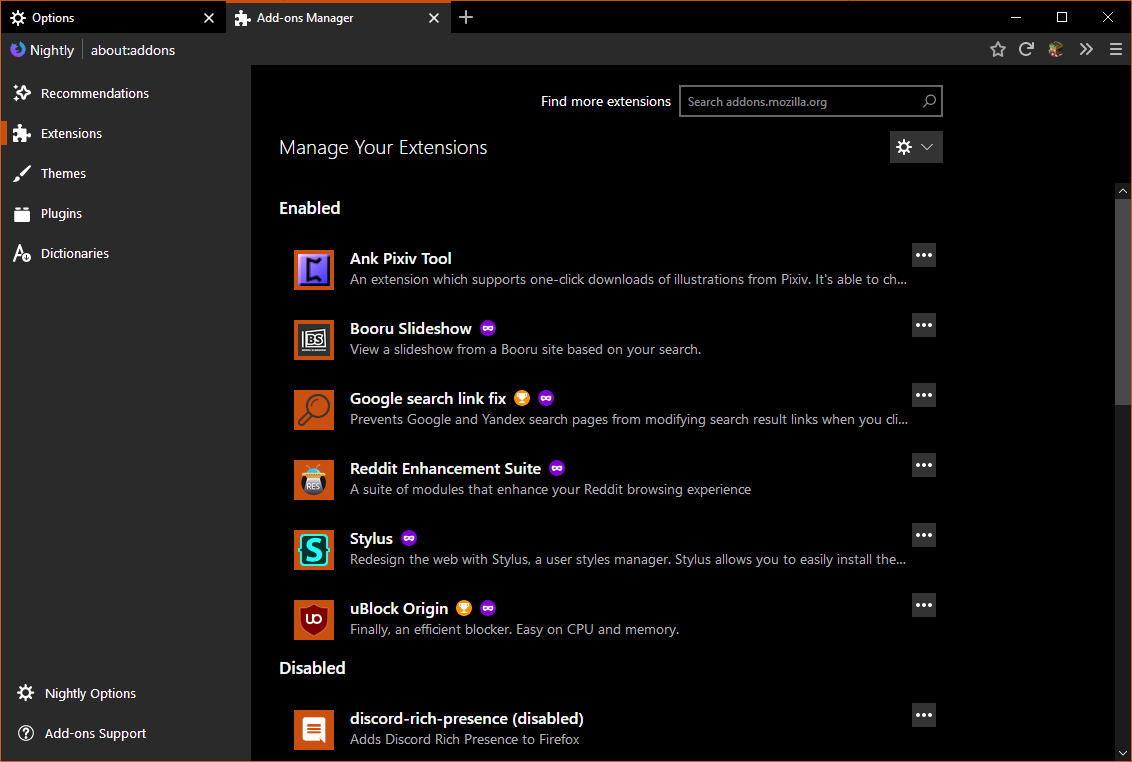 Options
Add-ons Manager
Nightly
about:addons
Recommendations
Extensions
Themes
Plugins
Dictionaries
Nightly Options
Add-ons Support
Find more extensions
Search addons.mozilla.org
Manage Your Extensions
Enabled
Ank Pixiv Tool
An extension which supports one-click downloads of illustrations from Pixiv. It's able to ch...
BS
BOORU SLIDESHOW
Booru Slideshow
View a slideshow from a Booru site based on your search.
Google search link fix
Prevents Google and Yandex search pages from modifying search result links when you cli...
RES
Reddit Enhancement Suite
A suite of modules that enhance your Reddit browsing experience
S
Stylus
Redesign the web with Stylus, a user styles manager. Stylus allows you to easily install the...
uO
uBlock Origin
Finally, an efficient blocker. Easy on CPU and memory.
Disabled
discord-rich-presence (disabled)
Adds Discord Rich Presence to Firefox